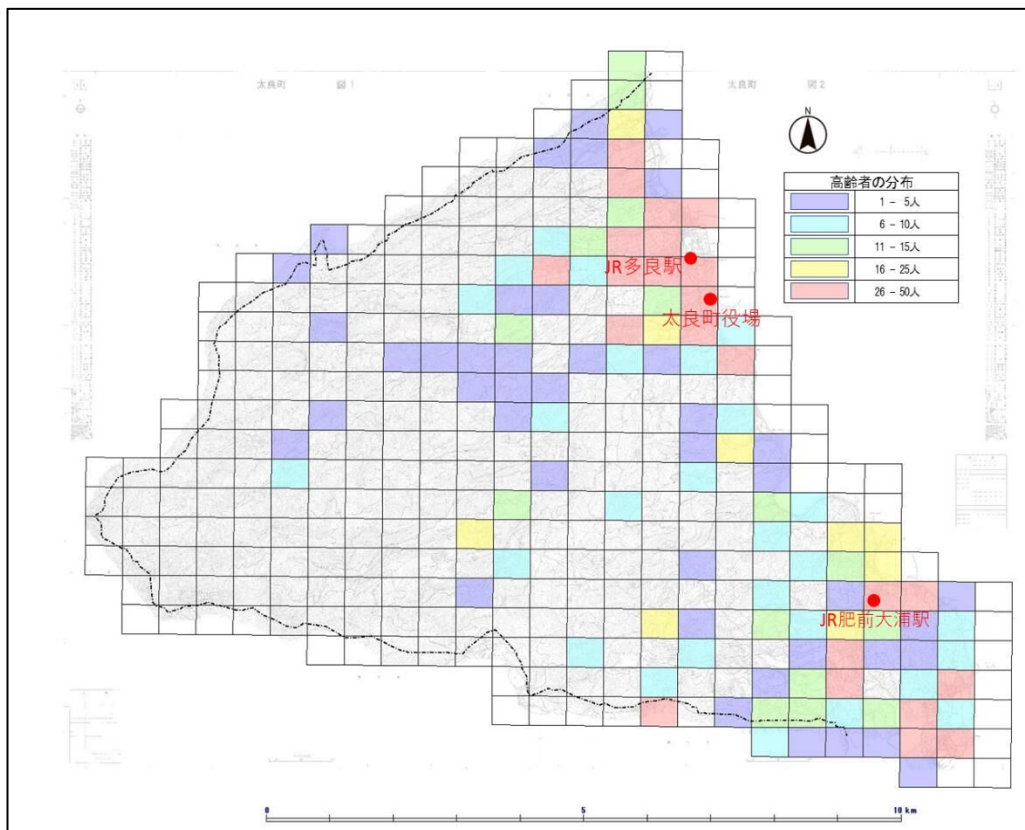 太良町 図1
太良町 図2
N
高齢者の分布
1 - 5人
6 - 10人
11 - 15人
16 - 25人
26 - 50人
JR多良駅
太良町役場
JR肥前大浦駅
0 5 10 km